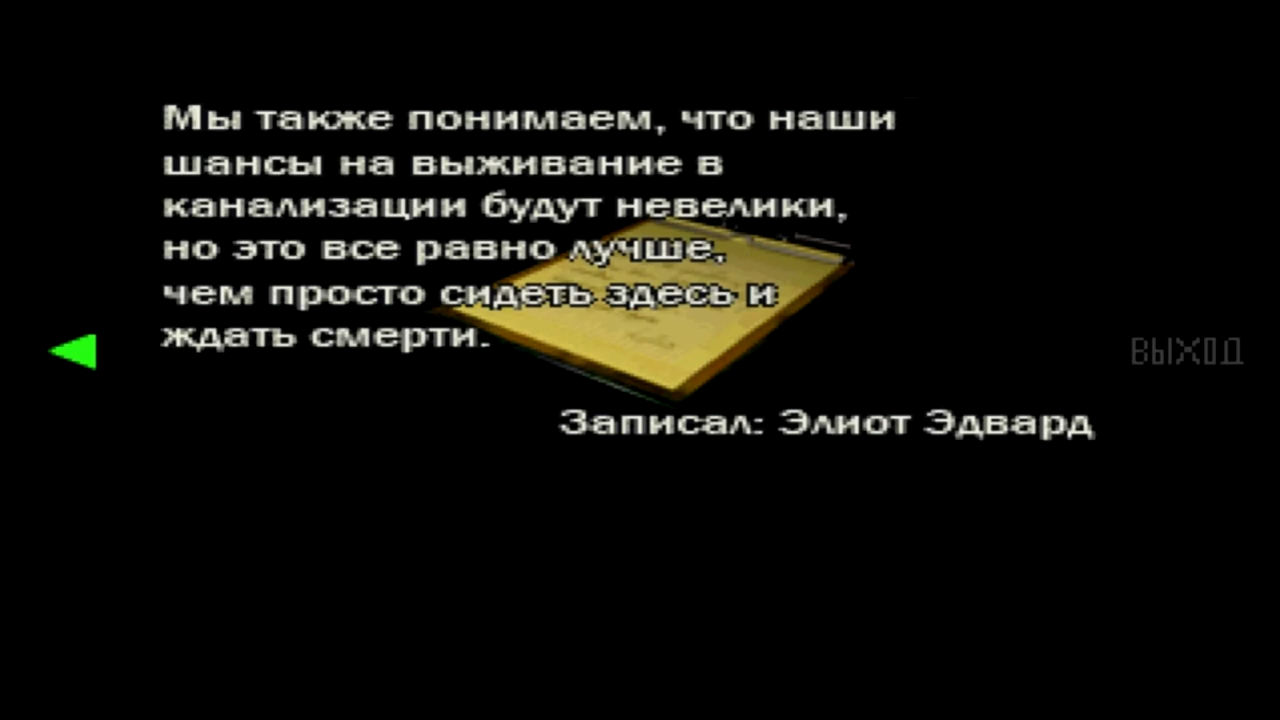 Мы также понимаем, что наши
шансы на выживание в
канализации будут невелики,
но это все равно лучше,
чем просто сидеть здесь и
ждать смерти.
ВЫХОД
Записал: Элиот Эдвард